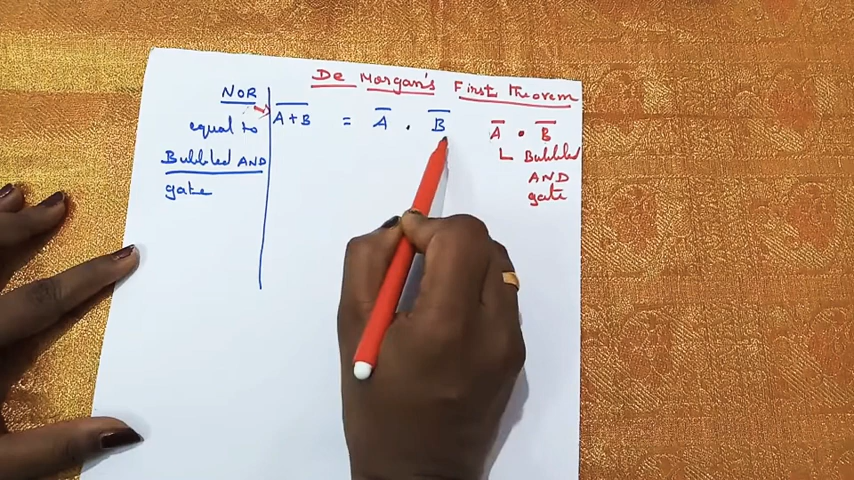 De Morgan's First Theorem
NOR
equal to
Bubbled AND
gate
A̅+̅B̅ = A̅ . B̅
A̅ . B̅
Bubbled
AND
gate